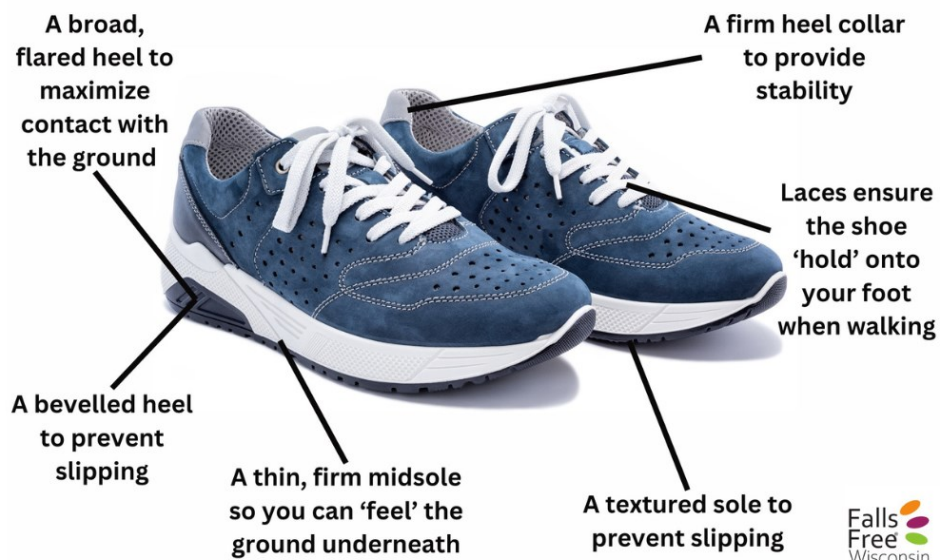 A broad,
flared heel to
maximize
contact with
the ground
A firm heel collar
to provide
stability
Laces ensure
the shoe
‘hold’ onto
your foot
when walking
A bevelled heel
to prevent
slipping
A thin, firm midsole
so you can ‘feel’ the
ground underneath
A textured sole to
prevent slipping
Falls
Free
Wisconsin